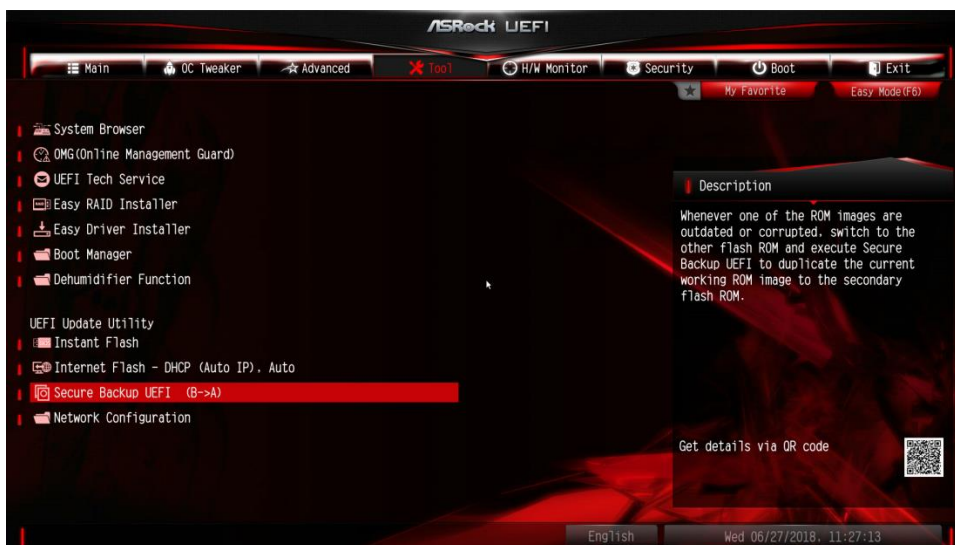 ASRock UEFI
Main OC Tweaker Advanced Tool H/W Monitor Security Boot Exit
My Favorite Easy Mode(F6)
System Browser
OMG(Online Management Guard)
UEFI Tech Service
Easy RAID Installer
Easy Driver Installer
Boot Manager
Dehumidifier Function
UEFI Update Utility
Instant Flash
Internet Flash - DHCP (Auto IP), Auto
Secure Backup UEFI (B->A)
Network Configuration
Description
Whenever one of the ROM images are
outdated or corrupted, switch to the
other flash ROM and execute Secure
Backup UEFI to duplicate the current
working ROM image to the secondary
flash ROM.
Get details via QR code
English Wed 06/27/2018, 11:27:13